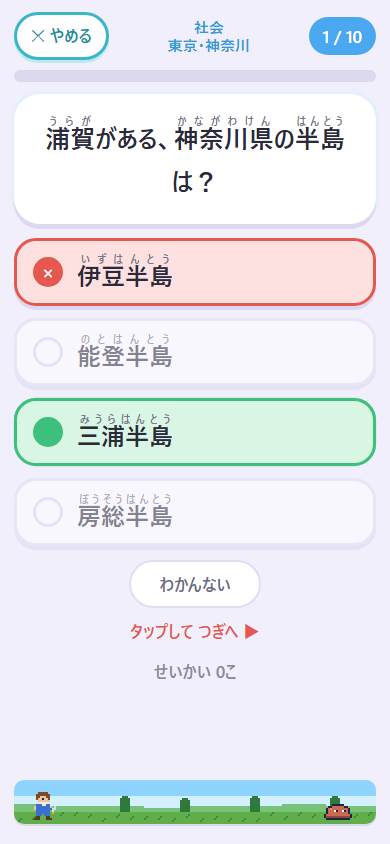 × やめる
社会
東京・神奈川
1 / 10
うらが かながわけん はんとう
浦賀がある、神奈川県の半島
は？
いずはんとう
伊豆半島
のとはんとう
能登半島
みうらはんとう
三浦半島
ぼうそうはんとう
房総半島
わかんない
タップして つぎへ ▶
せいかい 0こ